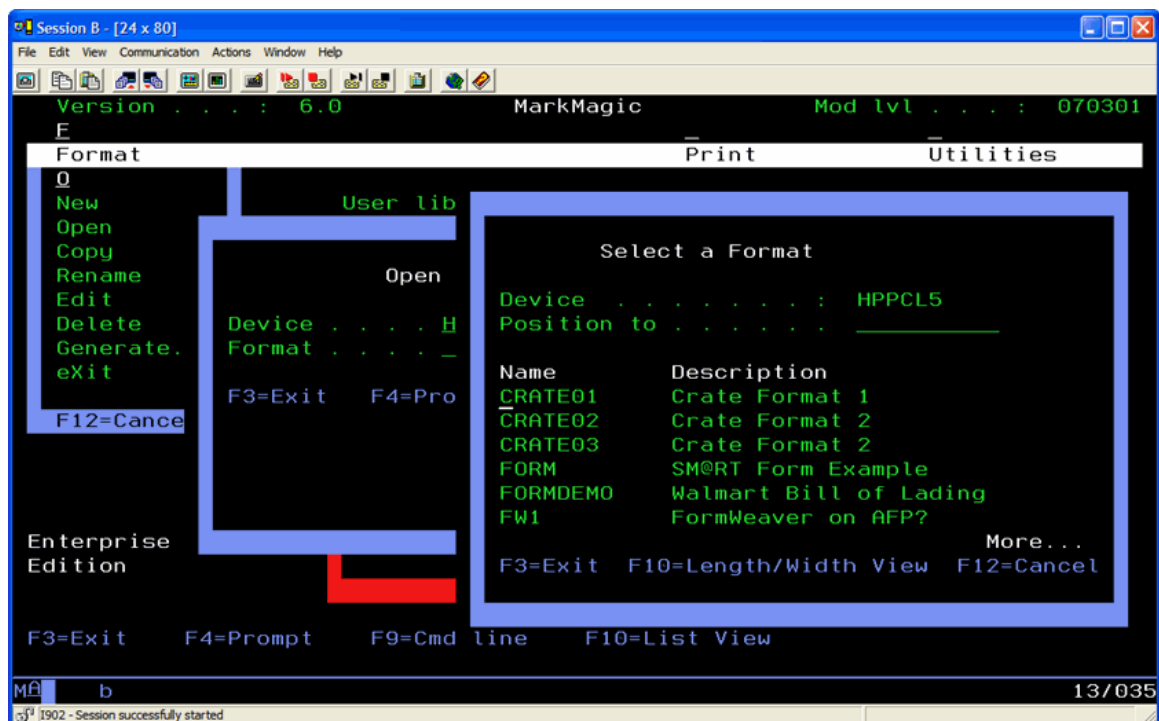 Session B - [24 x 80]
File Edit View Communication Actions Window Help
Version . . . : 6.0 MarkMagic Mod lvl . . . : 070301
F _ _
Format Print Utilities
O
New User lib
Open
Copy Select a Format
Rename Open
Edit Device . . . . . . . : HPPCL5
Delete Device . . . . H Position to . . . . . . ___________
Generate. Format . . . . _
eXit Name Description
F3=Exit F4=Pro CRATE01 Crate Format 1
F12=Cance CRATE02 Crate Format 2
CRATE03 Crate Format 2
FORM SM@RT Form Example
FORMDEMO Walmart Bill of Lading
FW1 FormWeaver on AFP?
Enterprise More...
Edition F3=Exit F10=Length/Width View F12=Cancel
F3=Exit F4=Prompt F9=Cmd line F10=List View
MA b 13/035
I902 - Session successfully started